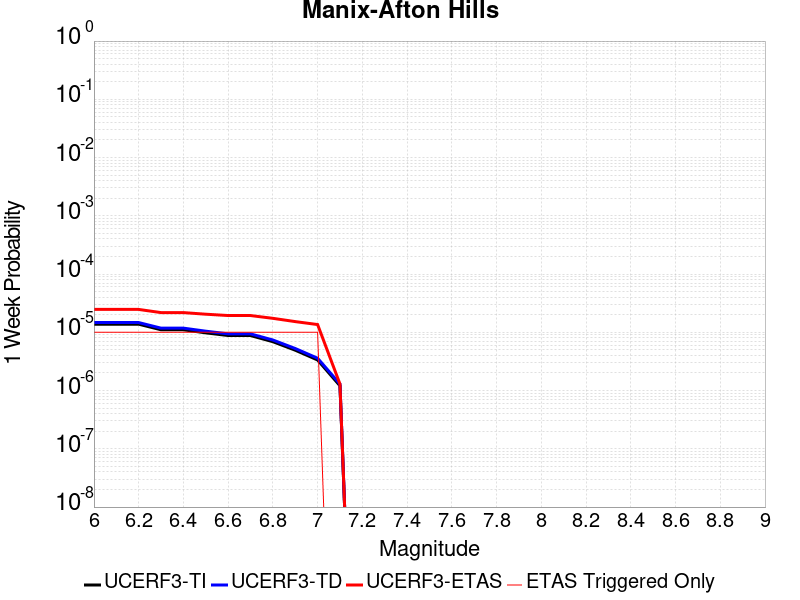 Manix-Afton Hills
10^0
10^-1
10^-2
10^-3
10^-4
10^-5
10^-6
10^-7
10^-8
1 Week Probability
6 6.2 6.4 6.6 6.8 7 7.2 7.4 7.6 7.8 8 8.2 8.4 8.6 8.8 9
Magnitude
UCERF3-TI UCERF3-TD UCERF3-ETAS ETAS Triggered Only